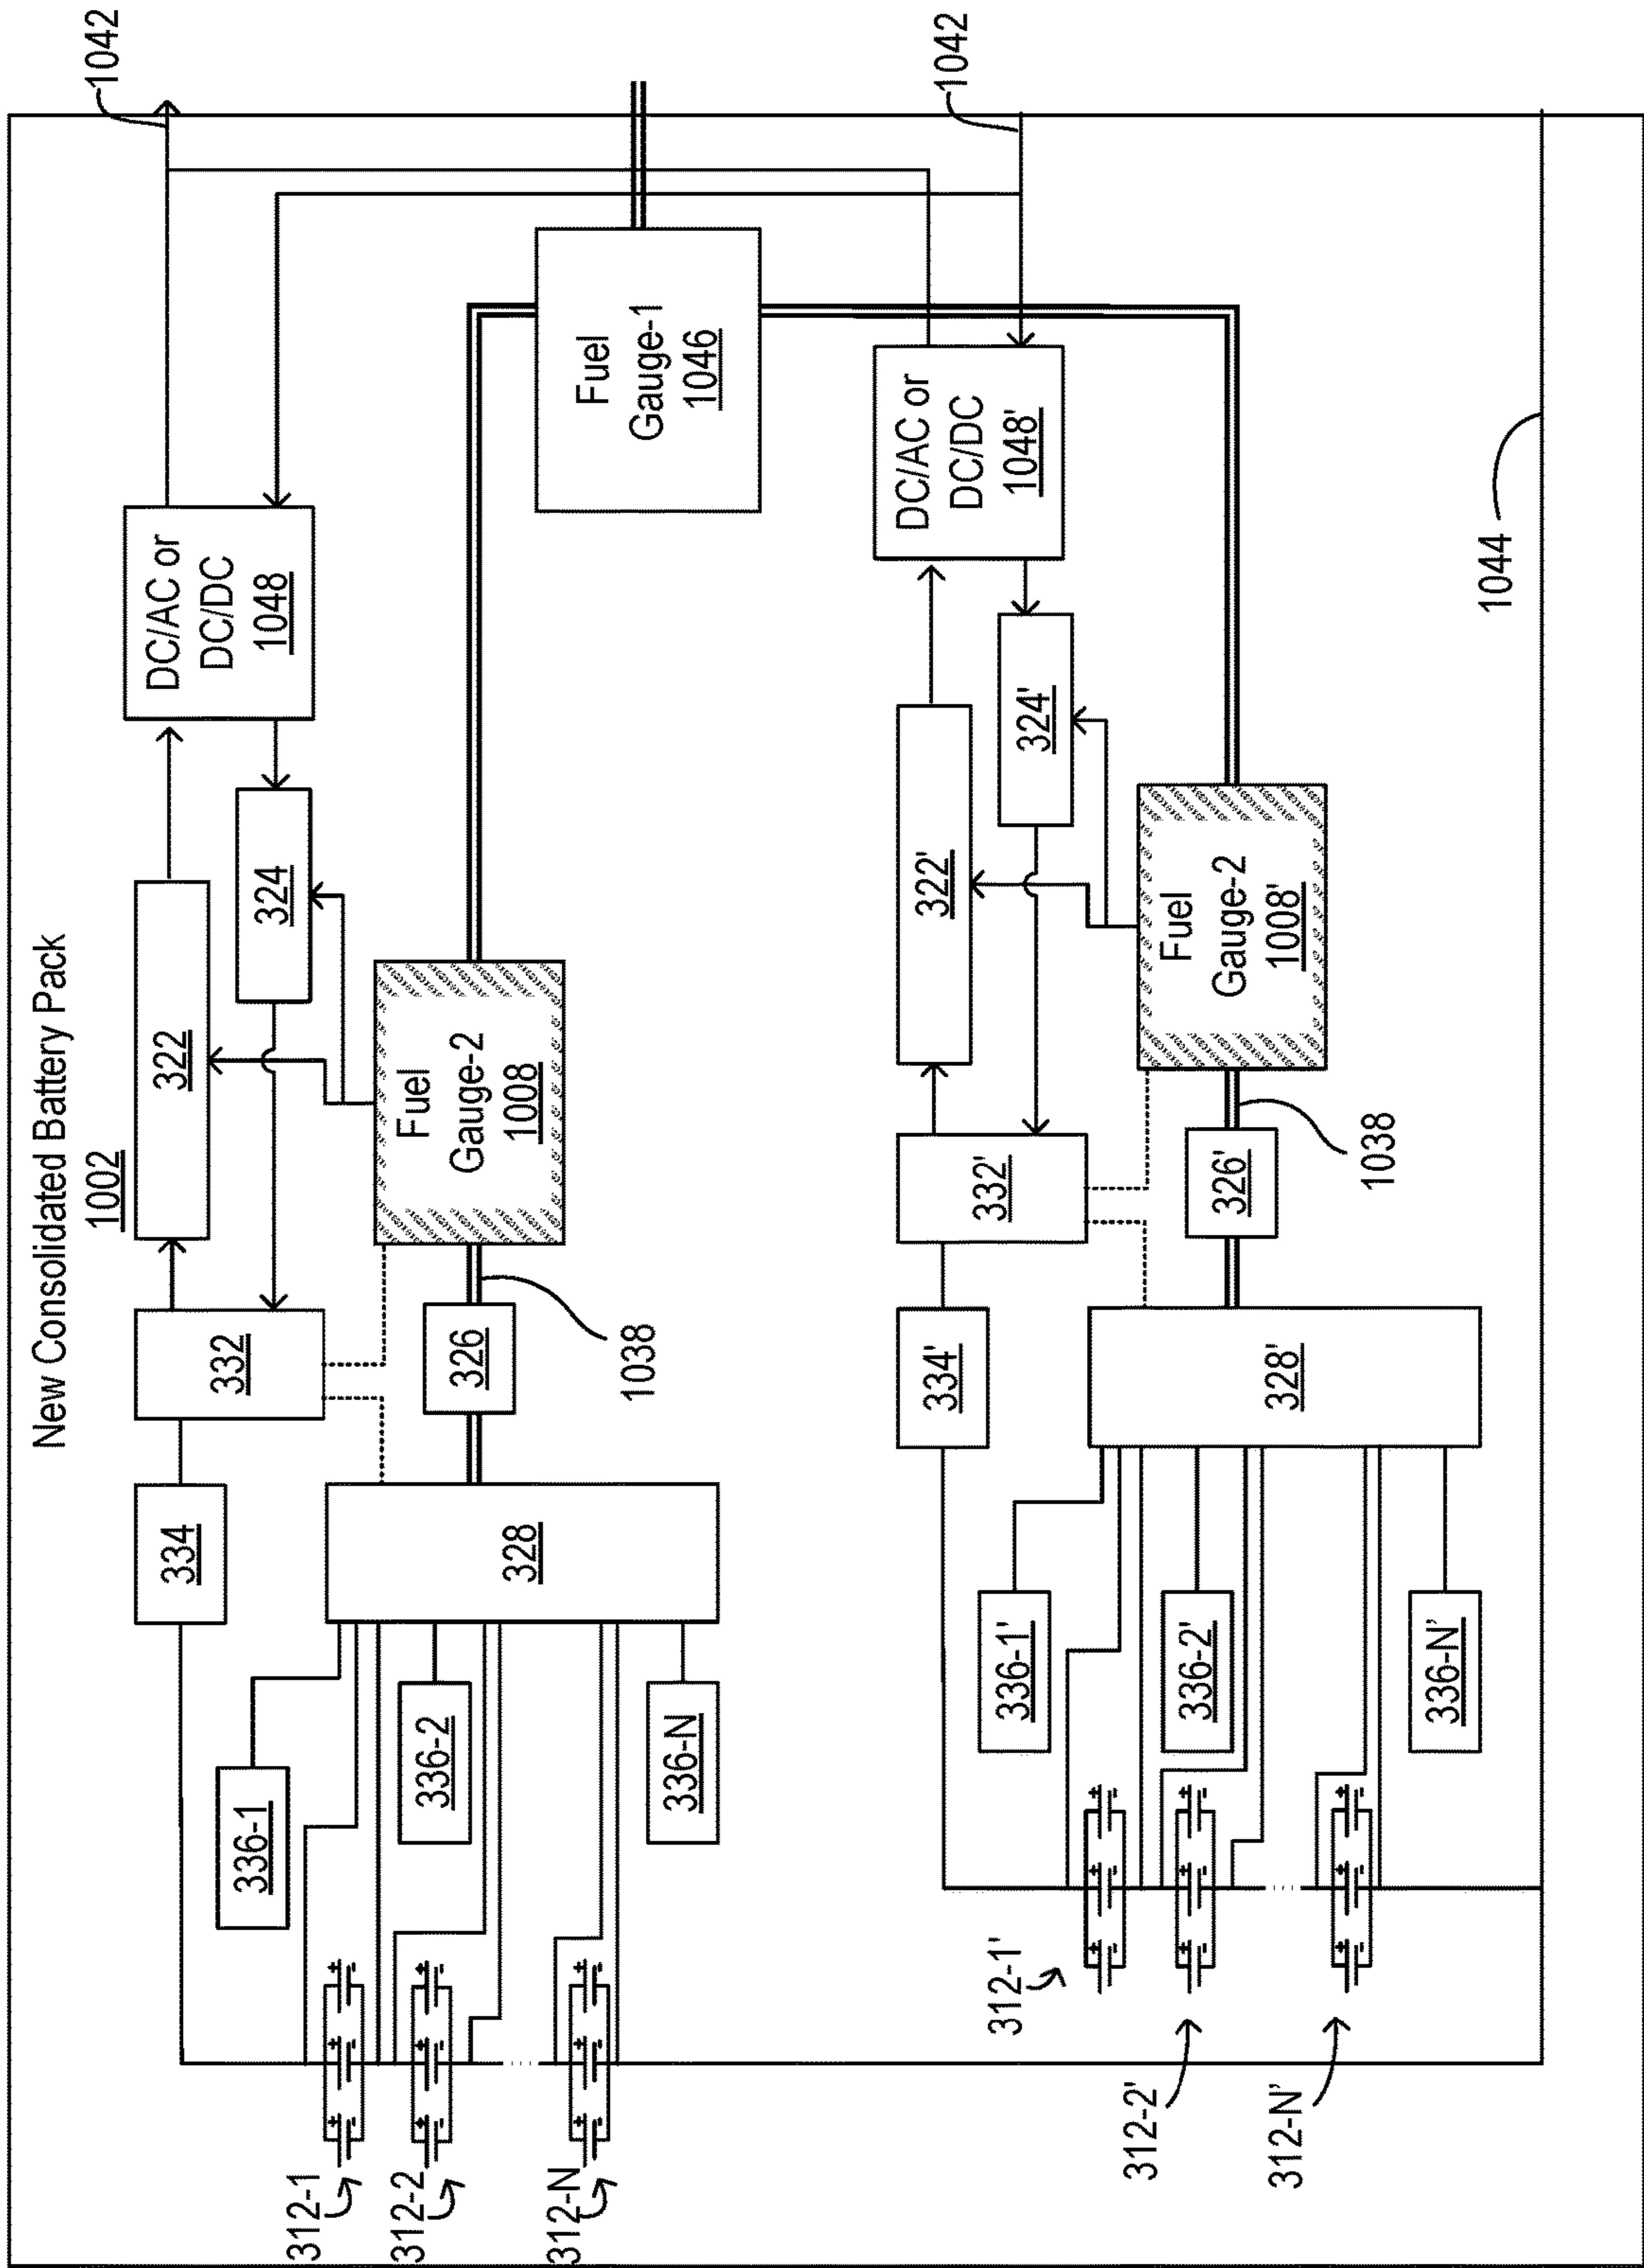 New Consolidated Battery Pack
1002
1042
1042
334
332
322
324
DC/AC or
DC/DC
1048
336-1
336-2
336-N
328
326
1038
Fuel
Gauge-2
1008
Fuel
Gauge-1
1046
312-1
312-2
312-N
334'
332'
322'
324'
DC/AC or
DC/DC
1048'
336-1'
336-2'
336-N'
328'
326'
1038
Fuel
Gauge-2
1008'
312-1'
312-2'
312-N'
1044
+ - + - + -
+ - + - + -
+ - + - + -
+ - + - + -
+ - + - + -
+ - + - + -